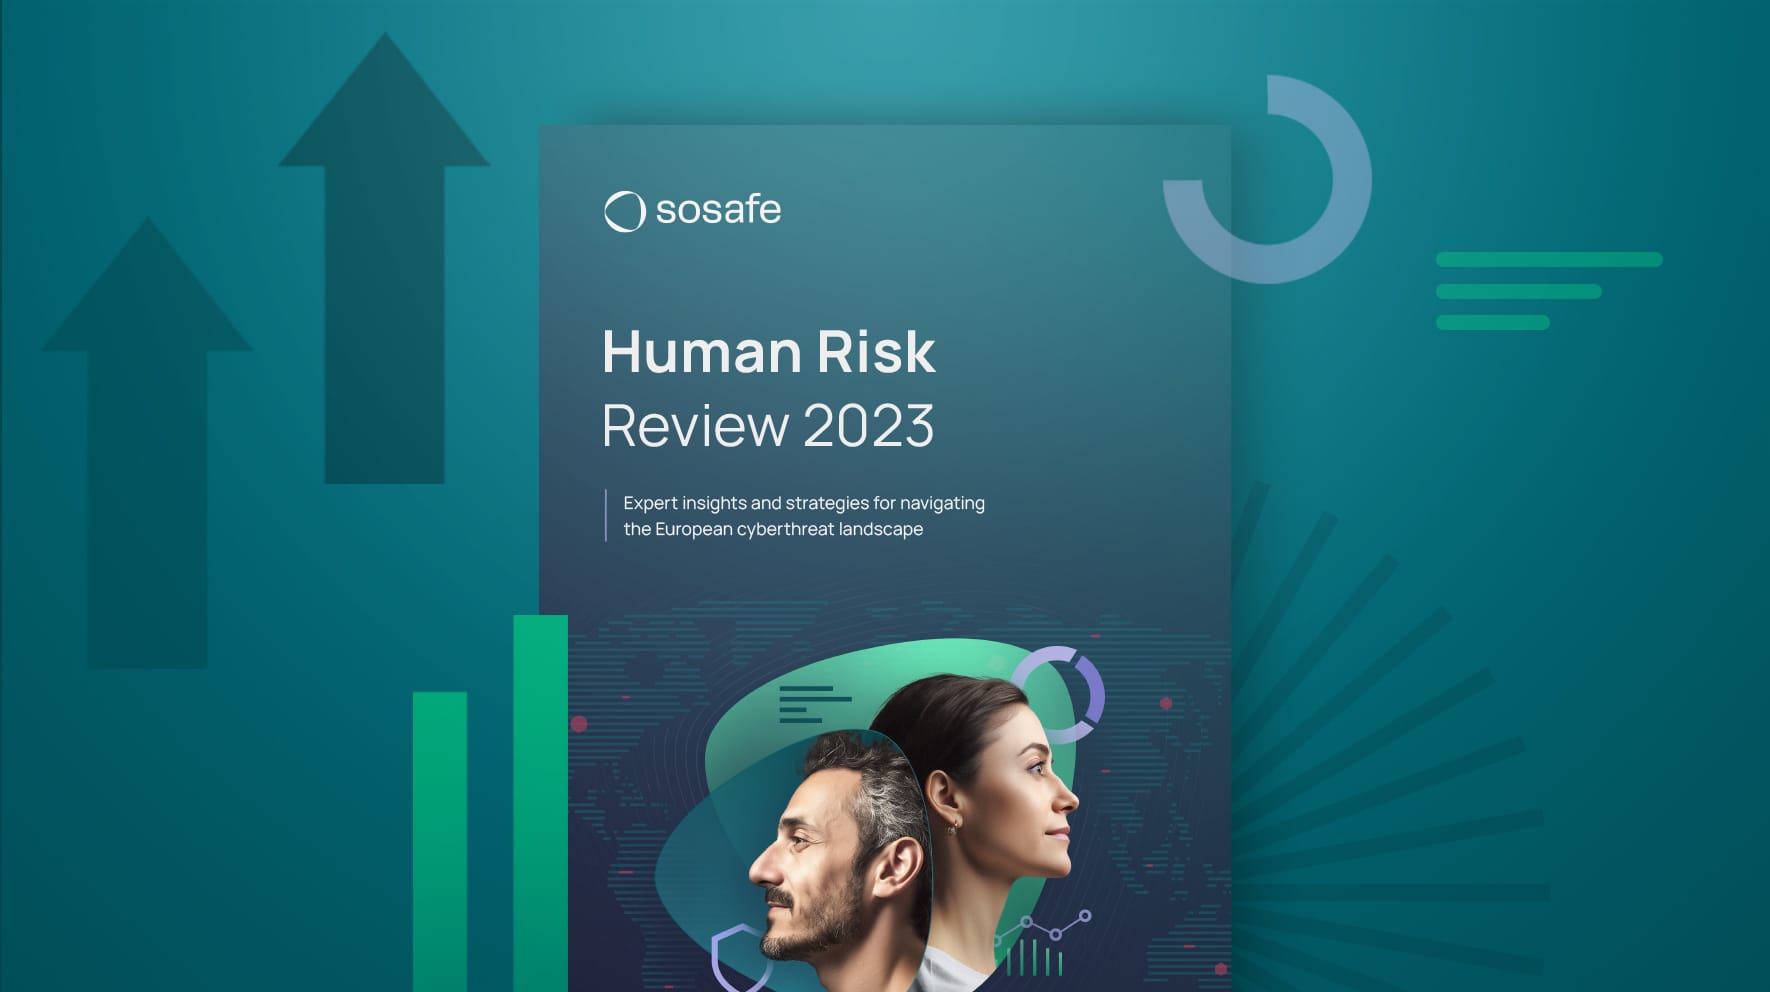 sosafe
Human Risk
Review 2023
Expert insights and strategies for navigating
the European cyberthreat landscape